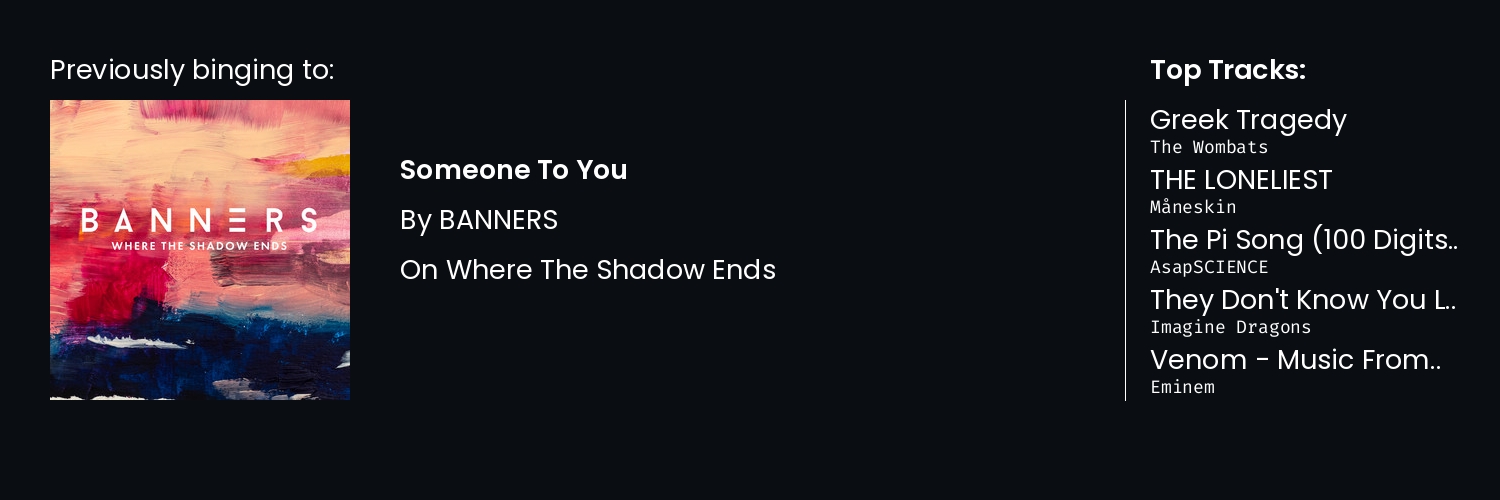 Previously binging to:
BANNERS
WHERE THE SHADOW ENDS
Someone To You
By BANNERS
On Where The Shadow Ends
Top Tracks:
Greek Tragedy
The Wombats
THE LONELIEST
Måneskin
The Pi Song (100 Digits..
AsapSCIENCE
They Don't Know You L..
Imagine Dragons
Venom - Music From..
Eminem